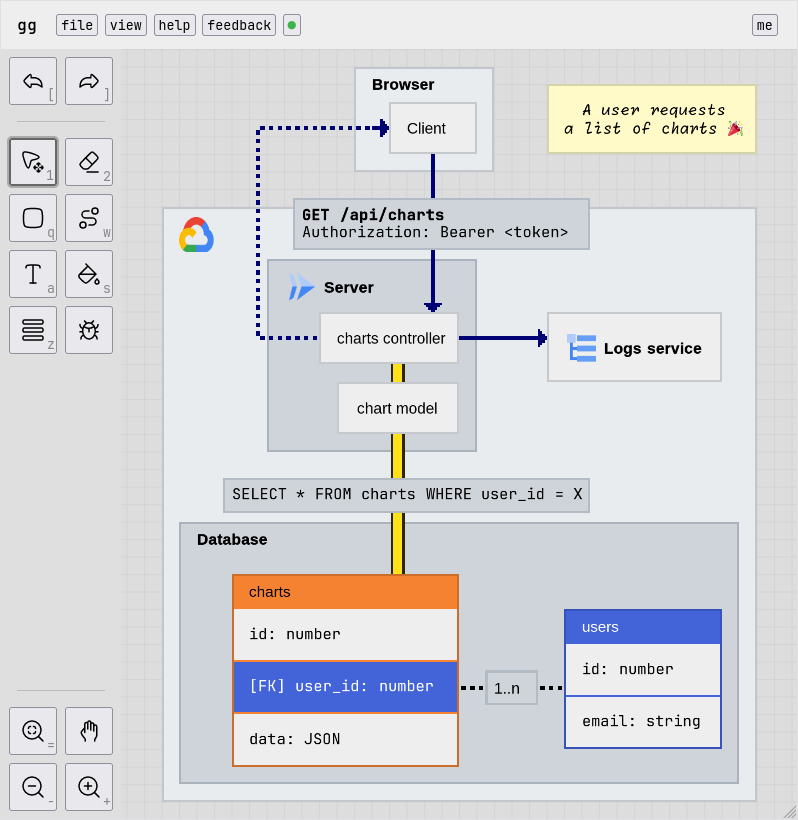 gg
file view help feedback
me
[
]
1
2
q
w
a
s
z
=
-
+
Browser
Client
A user requests
a list of charts 🎉
GET /api/charts
Authorization: Bearer <token>
Server
charts controller
Logs service
chart model
SELECT * FROM charts WHERE user_id = X
Database
charts
id: number
[FK] user_id: number
data: JSON
1..n
users
id: number
email: string